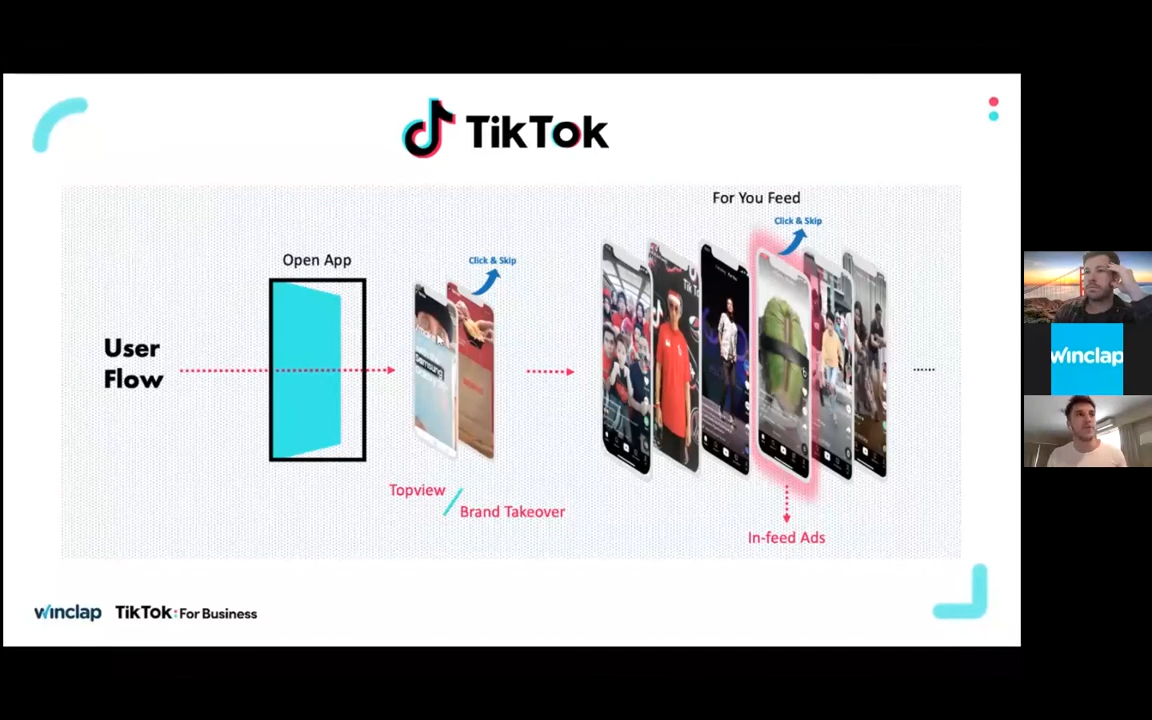 TikTok
For You Feed
Click & Skip
Open App
Click & Skip
User
Flow
......
Topview
Brand Takeover
In-feed Ads
winclap TikTok: For Business
winclap